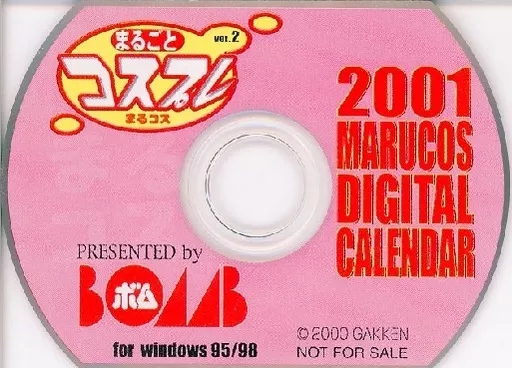 まるごと
ver.2
コスプレ
まるコス
2001
MARUCOS
DIGITAL
CALENDAR
PRESENTED by
BOMB
ボム
for windows 95/98
©2000 GAKKEN
NOT FOR SALE